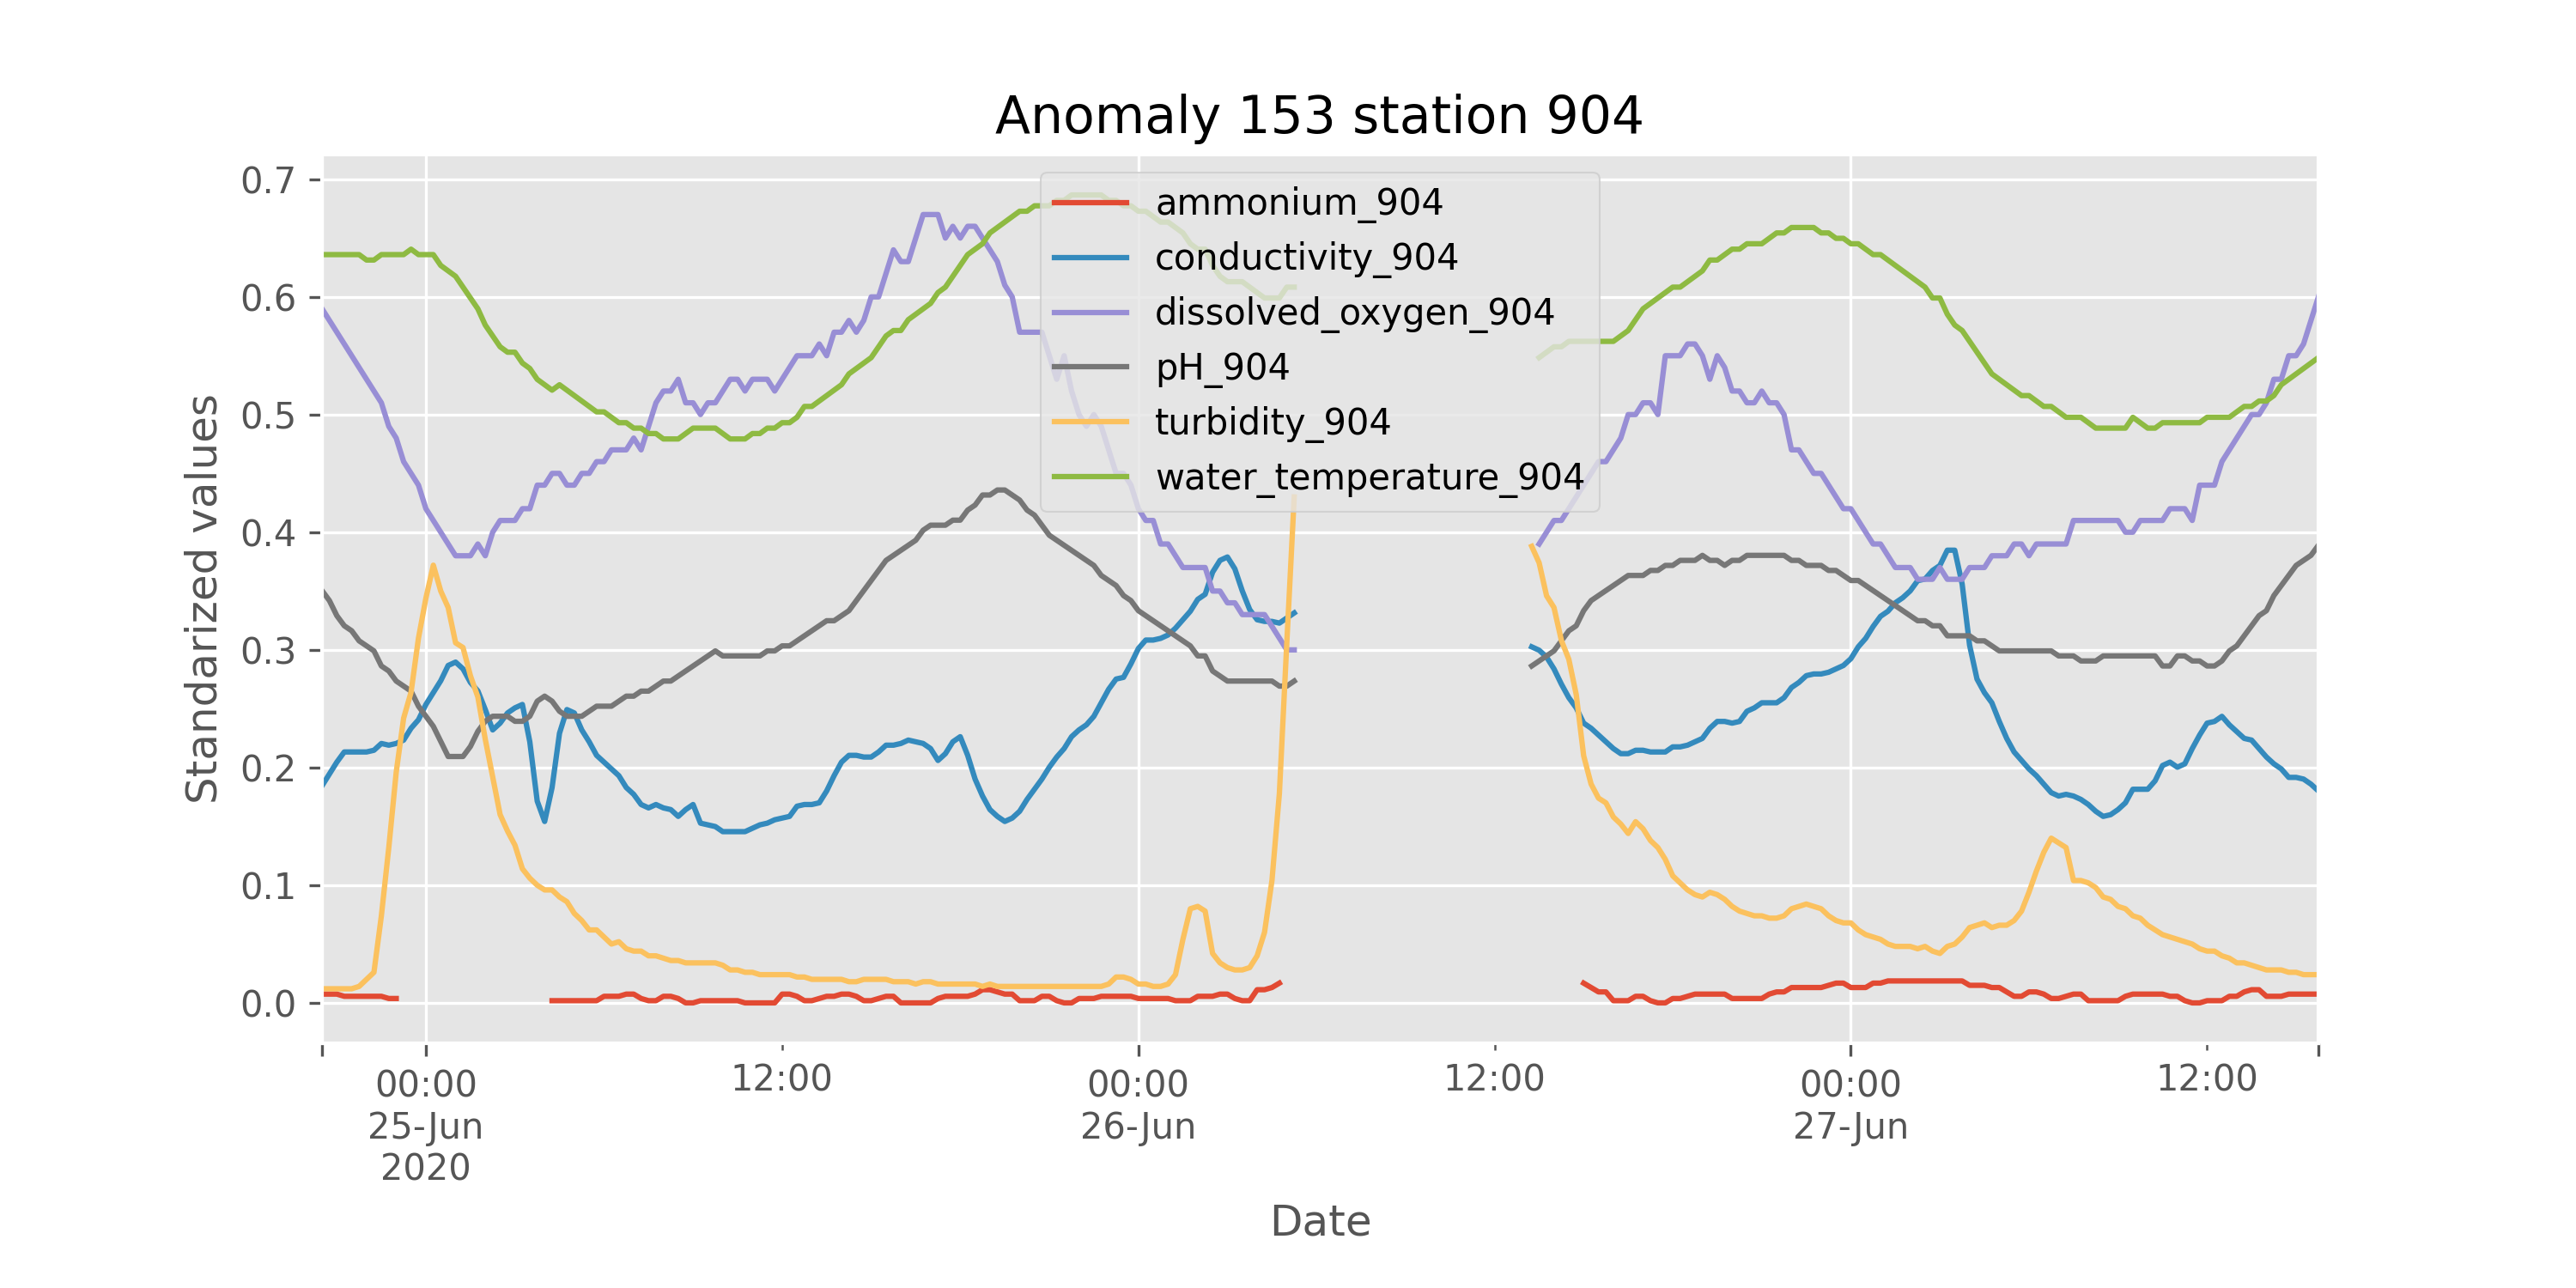 Anomaly 153 station 904
0.7
0.6
0.5
0.4
0.3
0.2
0.1
0.0
Standarized values
ammonium_904
conductivity_904
dissolved_oxygen_904
pH_904
turbidity_904
water_temperature_904
00:00
25-Jun
2020
12:00
00:00
26-Jun
12:00
00:00
27-Jun
12:00
Date